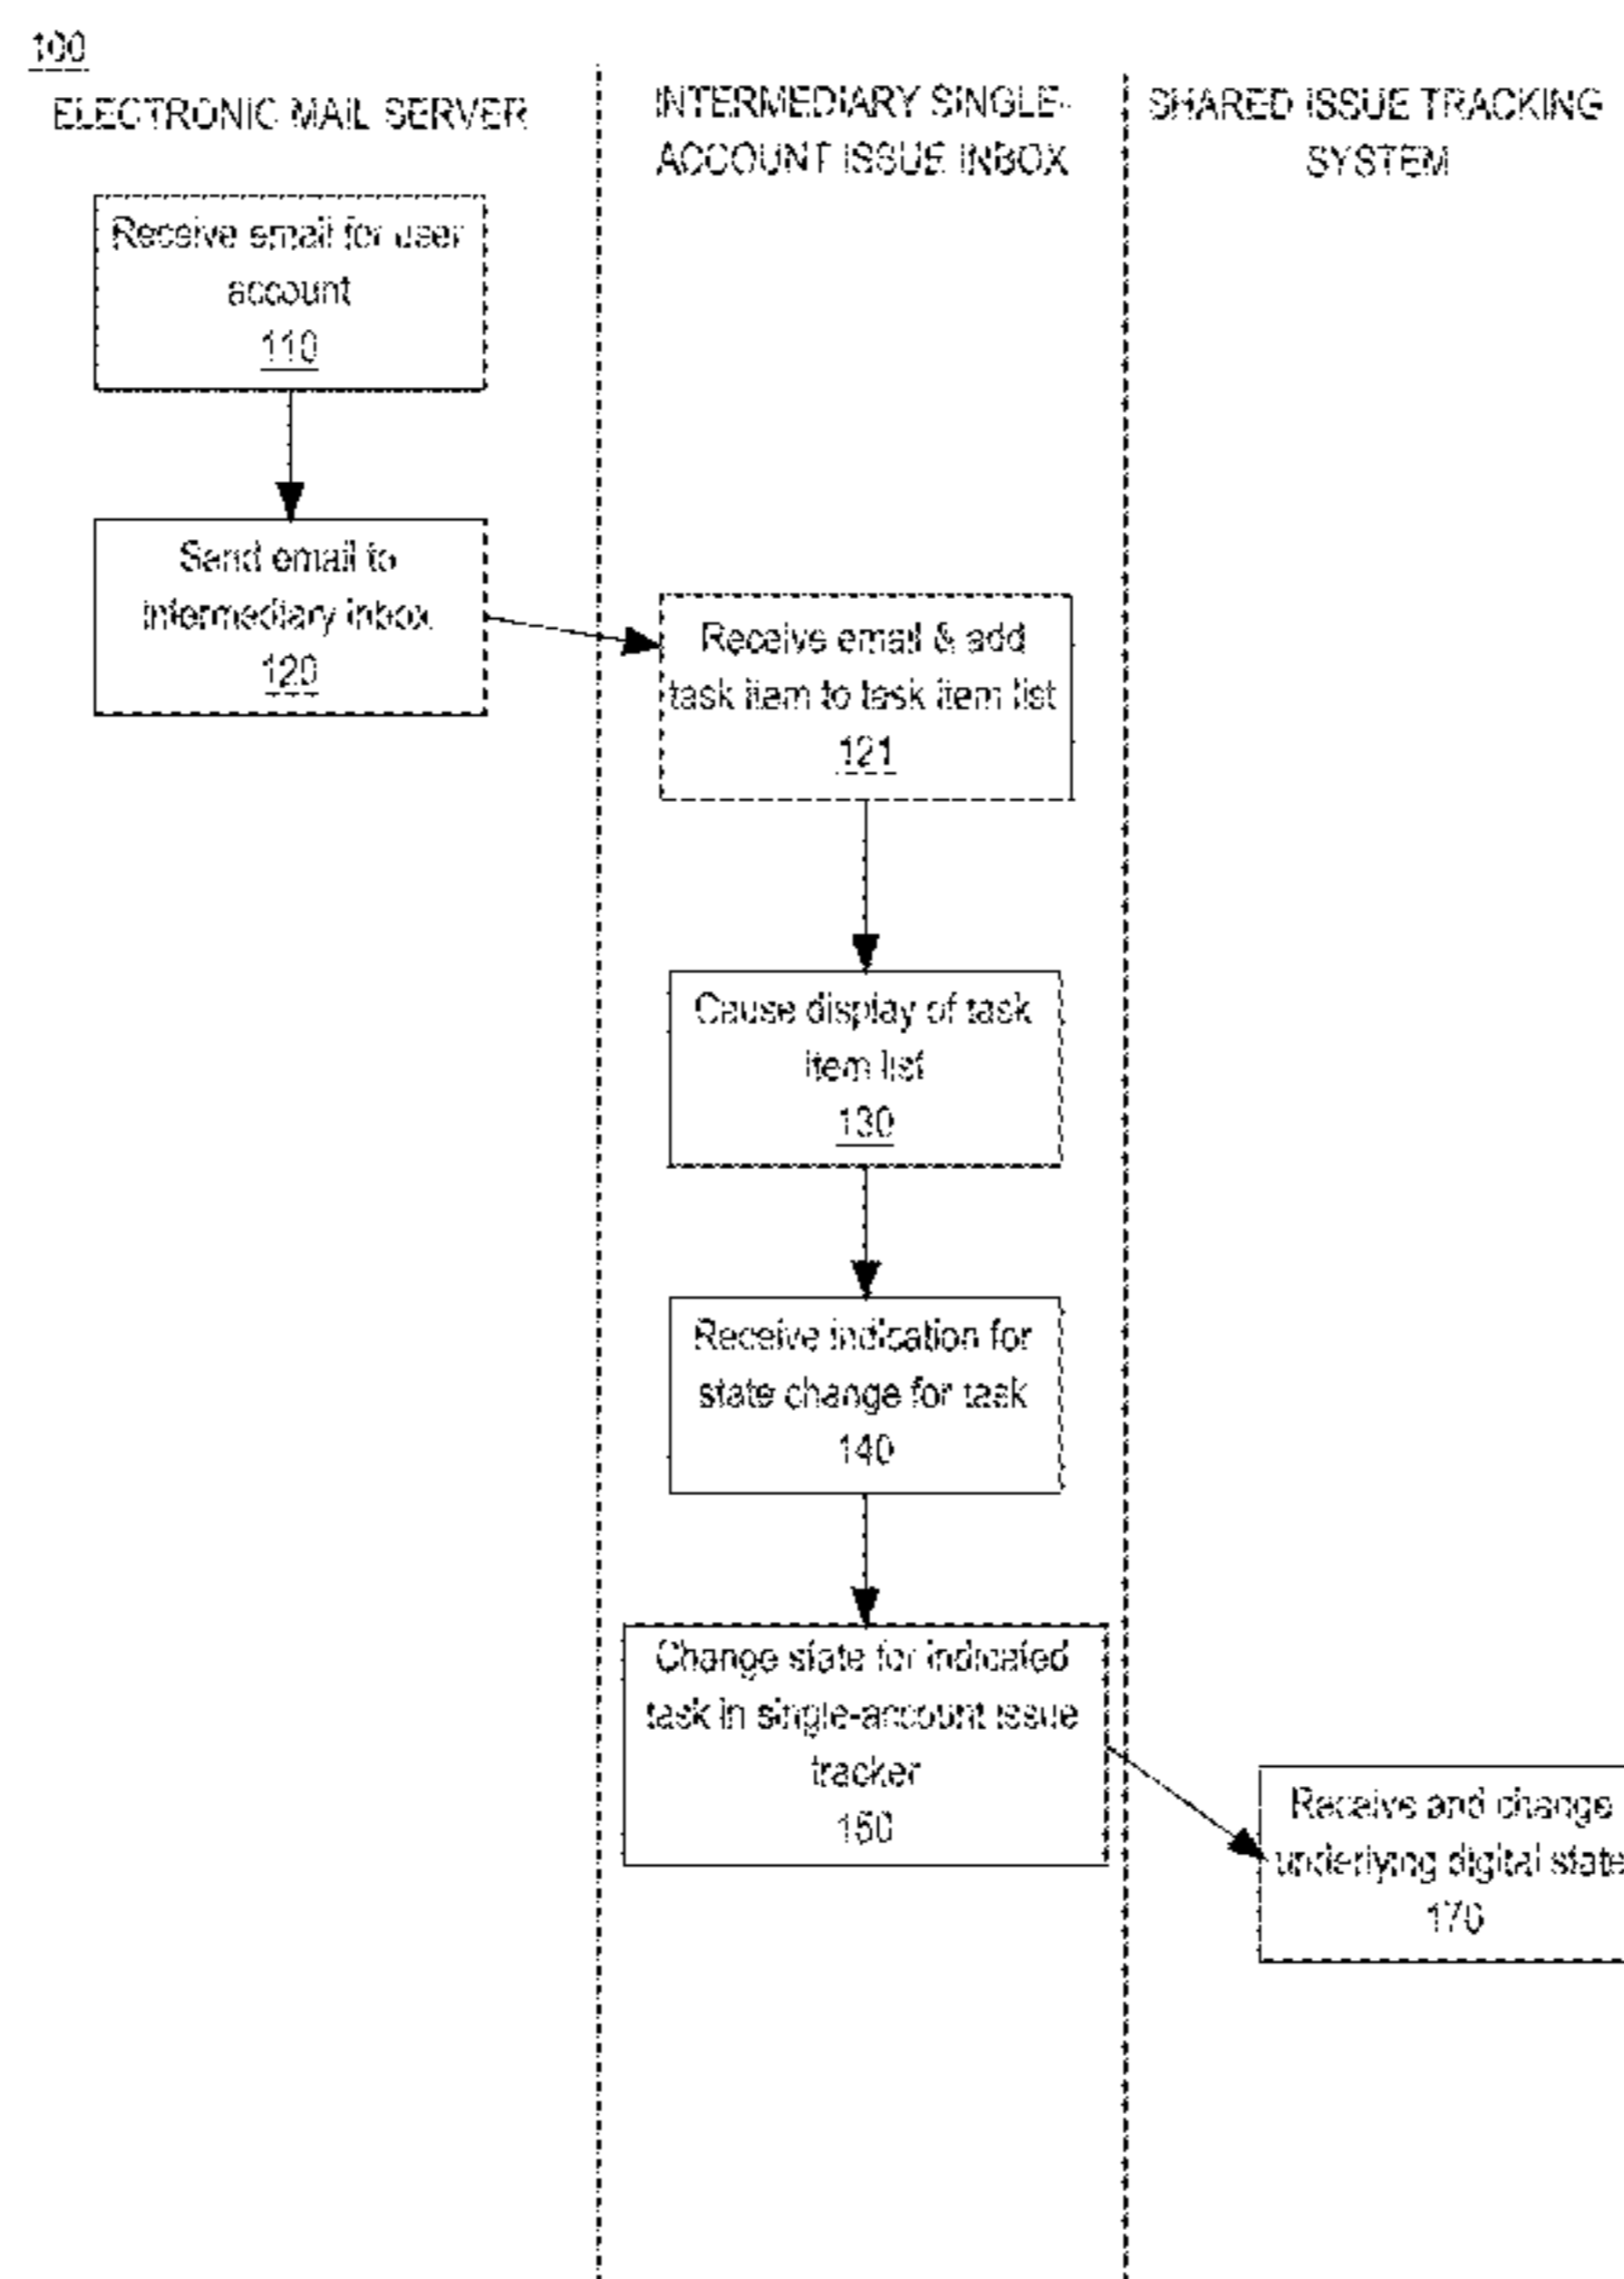 100
ELECTRONIC MAIL SERVER
INTERMEDIARY SINGLE-
ACCOUNT ISSUE INBOX
SHARED ISSUE TRACKING
SYSTEM
Receive email for user
account
110
Send email to
intermediary inbox
120
Receive email & add
task item to task item list
121
Cause display of task
item list
130
Receive indication for
state change for task
140
Change state for indicated
task in single-account issue
tracker
150
Receive and change
underlying digital state
170